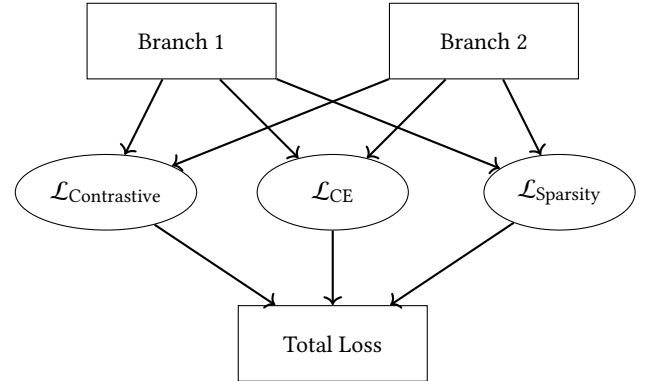 Branch 1 Branch 2
ℒContrastive ℒCE ℒSparsity
Total Loss